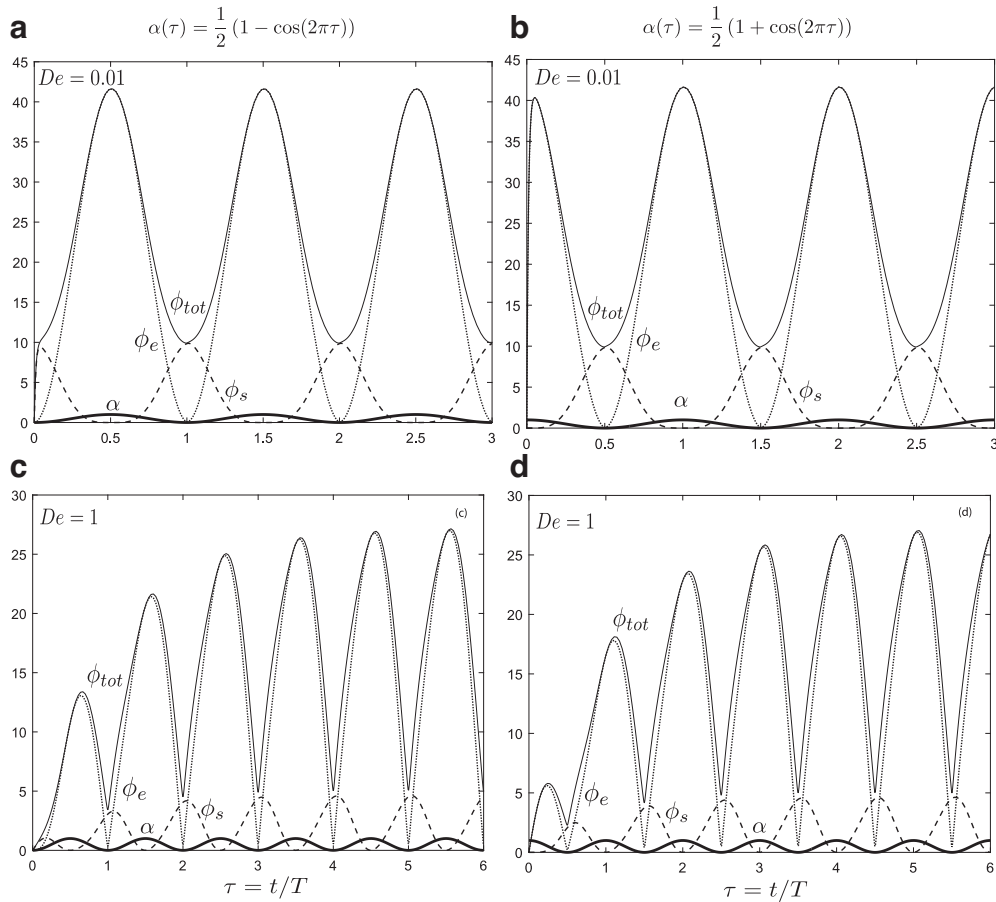 a
α(τ) = 1/2 (1 − cos(2πτ))
b
α(τ) = 1/2 (1 + cos(2πτ))
De = 0.01
45
40
35
30
25
20
15
10
5
0
ϕtot
ϕe
ϕs
α
0 0.5 1 1.5 2 2.5 3
De = 0.01
45
40
35
30
25
20
15
10
5
0
ϕtot
ϕe
ϕs
α
0 0.5 1 1.5 2 2.5 3
c
De = 1
(c)
30
25
20
15
10
5
0
ϕtot
ϕe
ϕs
α
0 1 2 3 4 5 6
τ = t/T
d
De = 1
(d)
30
25
20
15
10
5
0
ϕtot
ϕe
ϕs
α
0 1 2 3 4 5 6
τ = t/T